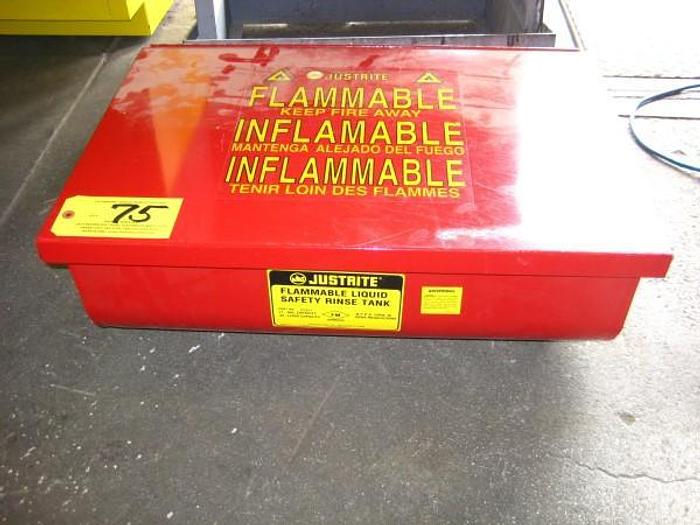 JUSTRITE
FLAMMABLE
KEEP FIRE AWAY
INFLAMABLE
MANTENGA ALEJADO DEL FUEGO
INFLAMMABLE
TENIR LOIN DES FLAMMES
75
JUSTRITE
FLAMMABLE LIQUID
SAFETY RINSE TANK
FM